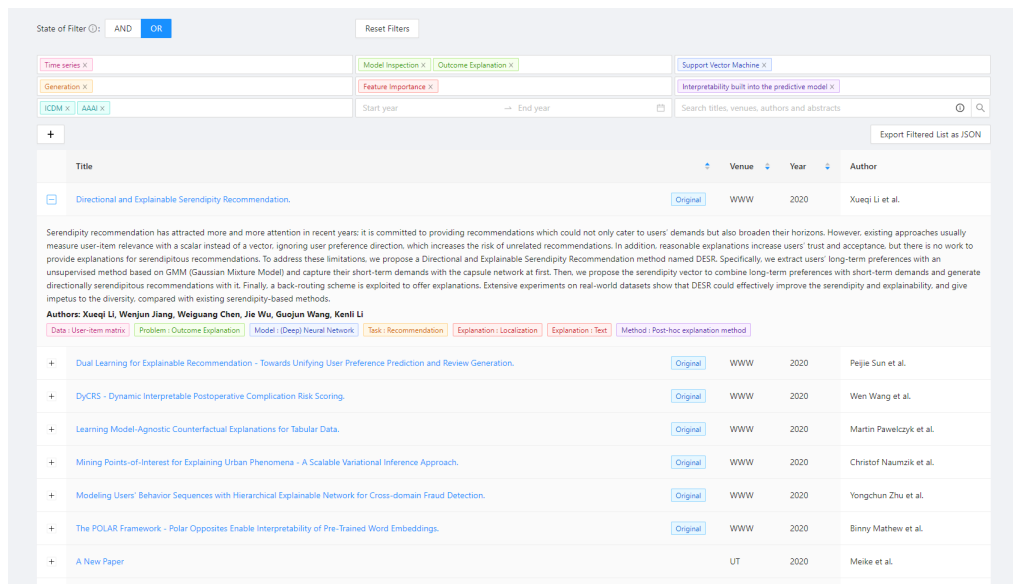 State of Filter ⓘ: AND OR Reset Filters
Time series × Model Inspection × Outcome Explanation × Support Vector Machine ×
Generation × Feature Importance × Interpretability built into the predictive model ×
ICDM × AAAI × Start year → End year Search titles, venues, authors and abstracts
+ Export Filtered List as JSON
Title Venue Year Author
Directional and Explainable Serendipity Recommendation. Original WWW 2020 Xueqi Li et al.
Serendipity recommendation has attracted more and more attention in recent years; it is committed to providing recommendations which could not only cater to users' demands but also broaden their horizons. However, existing approaches usually
measure user-item relevance with a scalar instead of a vector, ignoring user preference direction, which increases the risk of unrelated recommendations. In addition, reasonable explanations increase users' trust and acceptance, but there is no work to
provide explanations for serendipitous recommendations. To address these limitations, we propose a Directional and Explainable Serendipity Recommendation method named DESR. Specifically, we extract users' long-term preferences with an
unsupervised method based on GMM (Gaussian Mixture Model) and capture their short-term demands with the capsule network at first. Then, we propose the serendipity vector to combine long-term preferences with short-term demands and generate
directionally serendipitous recommendations with it. Finally, a back-routing scheme is exploited to offer explanations. Extensive experiments on real-world datasets show that DESR could effectively improve the serendipity and explainability, and give
impetus to the diversity, compared with existing serendipity-based methods.
Authors: Xueqi Li, Wenjun Jiang, Weiguang Chen, Jie Wu, Guojun Wang, Kenli Li
Data : User-item matrix Problem : Outcome Explanation Model : (Deep) Neural Network Task : Recommendation Explanation : Localization Explanation : Text Method : Post-hoc explanation method
+ Dual Learning for Explainable Recommendation - Towards Unifying User Preference Prediction and Review Generation. Original WWW 2020 Peijie Sun et al.
+ DyCRS - Dynamic Interpretable Postoperative Complication Risk Scoring. Original WWW 2020 Wen Wang et al.
+ Learning Model-Agnostic Counterfactual Explanations for Tabular Data. Original WWW 2020 Martin Pawelczyk et al.
+ Mining Points-of-Interest for Explaining Urban Phenomena - A Scalable Variational Inference Approach. Original WWW 2020 Christof Naumzik et al.
+ Modeling Users' Behavior Sequences with Hierarchical Explainable Network for Cross-domain Fraud Detection. Original WWW 2020 Yongchun Zhu et al.
+ The POLAR Framework - Polar Opposites Enable Interpretability of Pre-Trained Word Embeddings. Original WWW 2020 Binny Mathew et al.
+ A New Paper UT 2020 Meike et al.